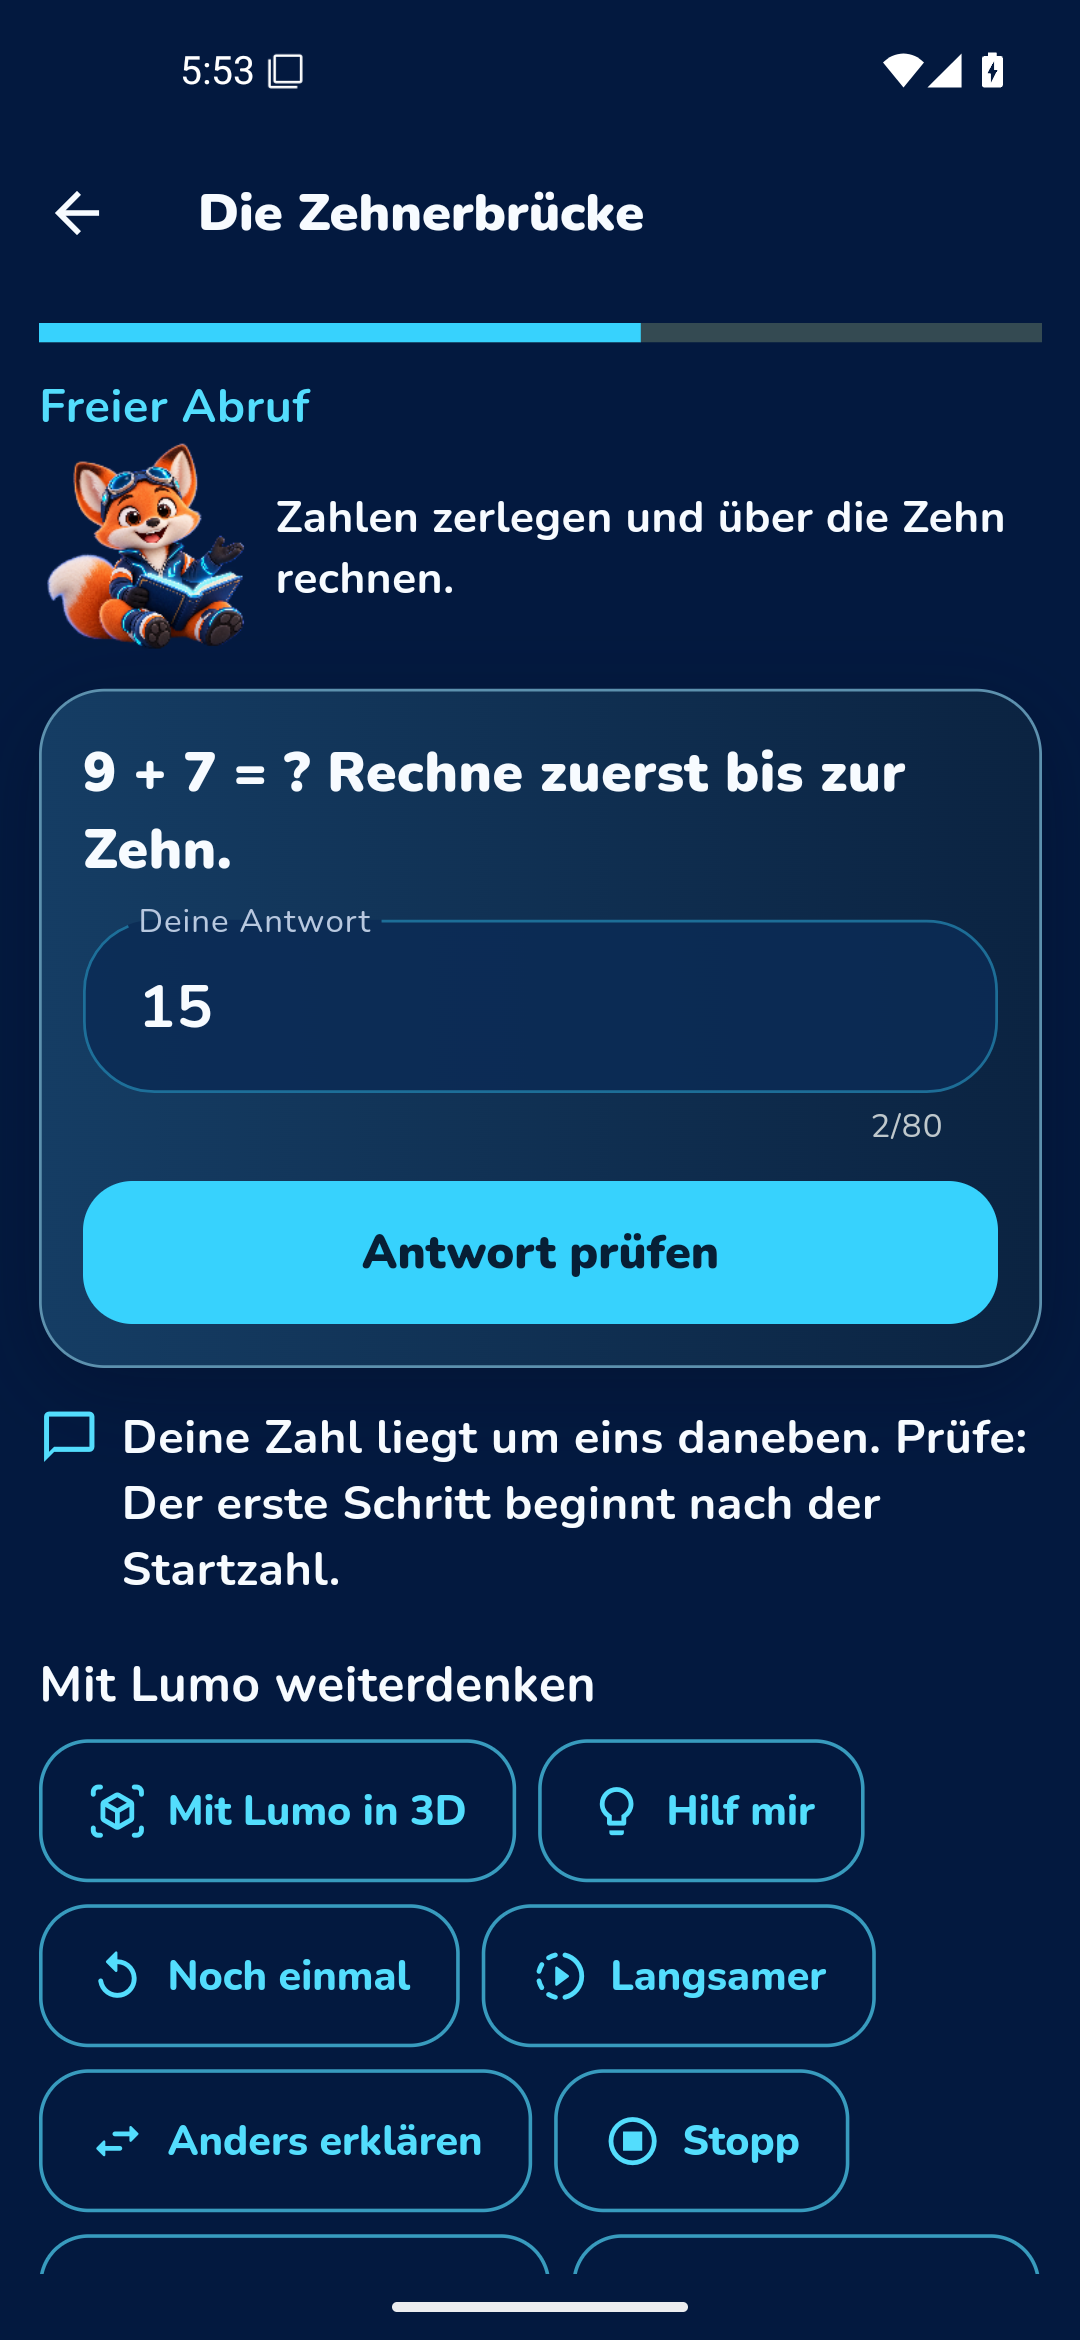 5:53
Die Zehnerbrücke
Freier Abruf
Zahlen zerlegen und über die Zehn
rechnen.
9 + 7 = ? Rechne zuerst bis zur
Zehn.
Deine Antwort
15
2/80
Antwort prüfen
Deine Zahl liegt um eins daneben. Prüfe:
Der erste Schritt beginnt nach der
Startzahl.
Mit Lumo weiterdenken
Mit Lumo in 3D
Hilf mir
Noch einmal
Langsamer
Anders erklären
Stopp